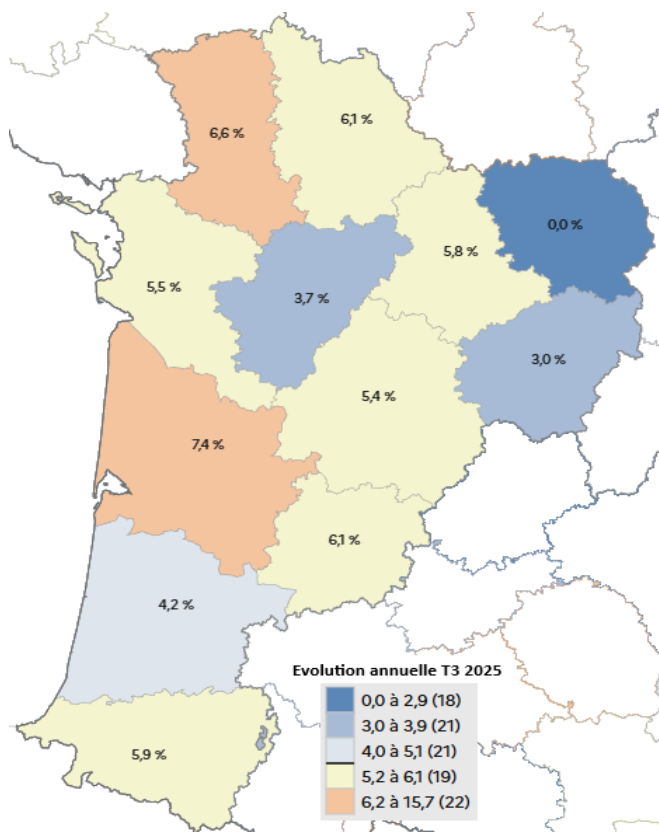 6,1 %
6,6 %
0,0 %
5,8 %
5,5 %
3,7 %
3,0 %
5,4 %
7,4 %
6,1 %
4,2 %
Evolution annuelle T3 2025
0,0 à 2,9 (18)
3,0 à 3,9 (21)
4,0 à 5,1 (21)
5,2 à 6,1 (19)
6,2 à 15,7 (22)
5,9 %